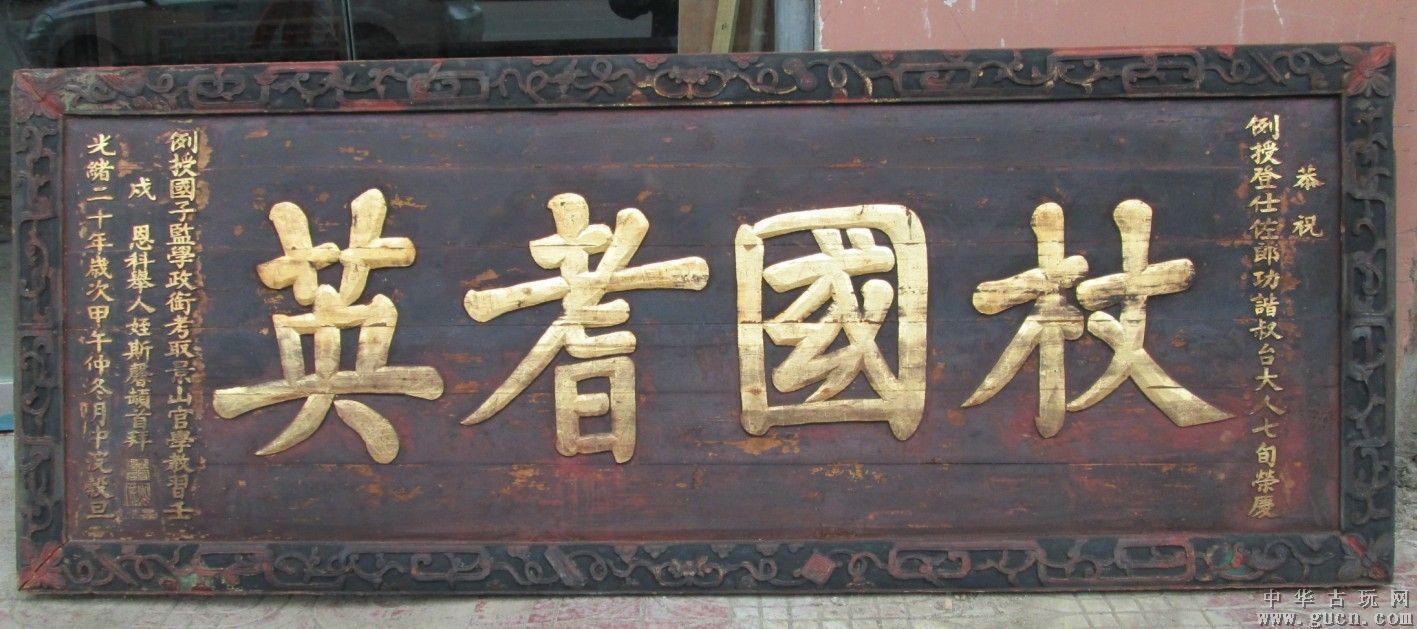 恭祝
例授登仕佐郎功諧叔台大人七旬榮慶
杖國耆英
例授國子監學政銜考取景山官學教習壬
戌 恩科舉人姪斯馨頓首拜
光緒二十年歲次甲午仲冬月中浣穀旦
中华古玩网
www.gucn.com